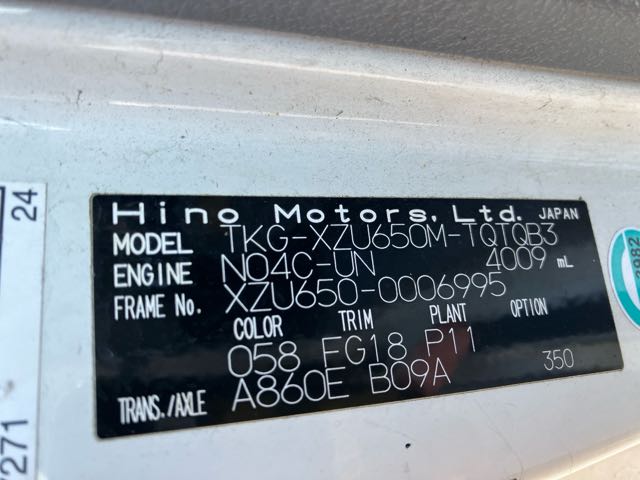 Hino Motors, Ltd. JAPAN
MODEL TKG-XZU650M-TQTQB3
ENGINE N04C-UN 4009 mL
FRAME No. XZU650-0006995
COLOR TRIM PLANT OPTION
058 FG18 P11
TRANS./AXLE A860E B09A 350
24
7271